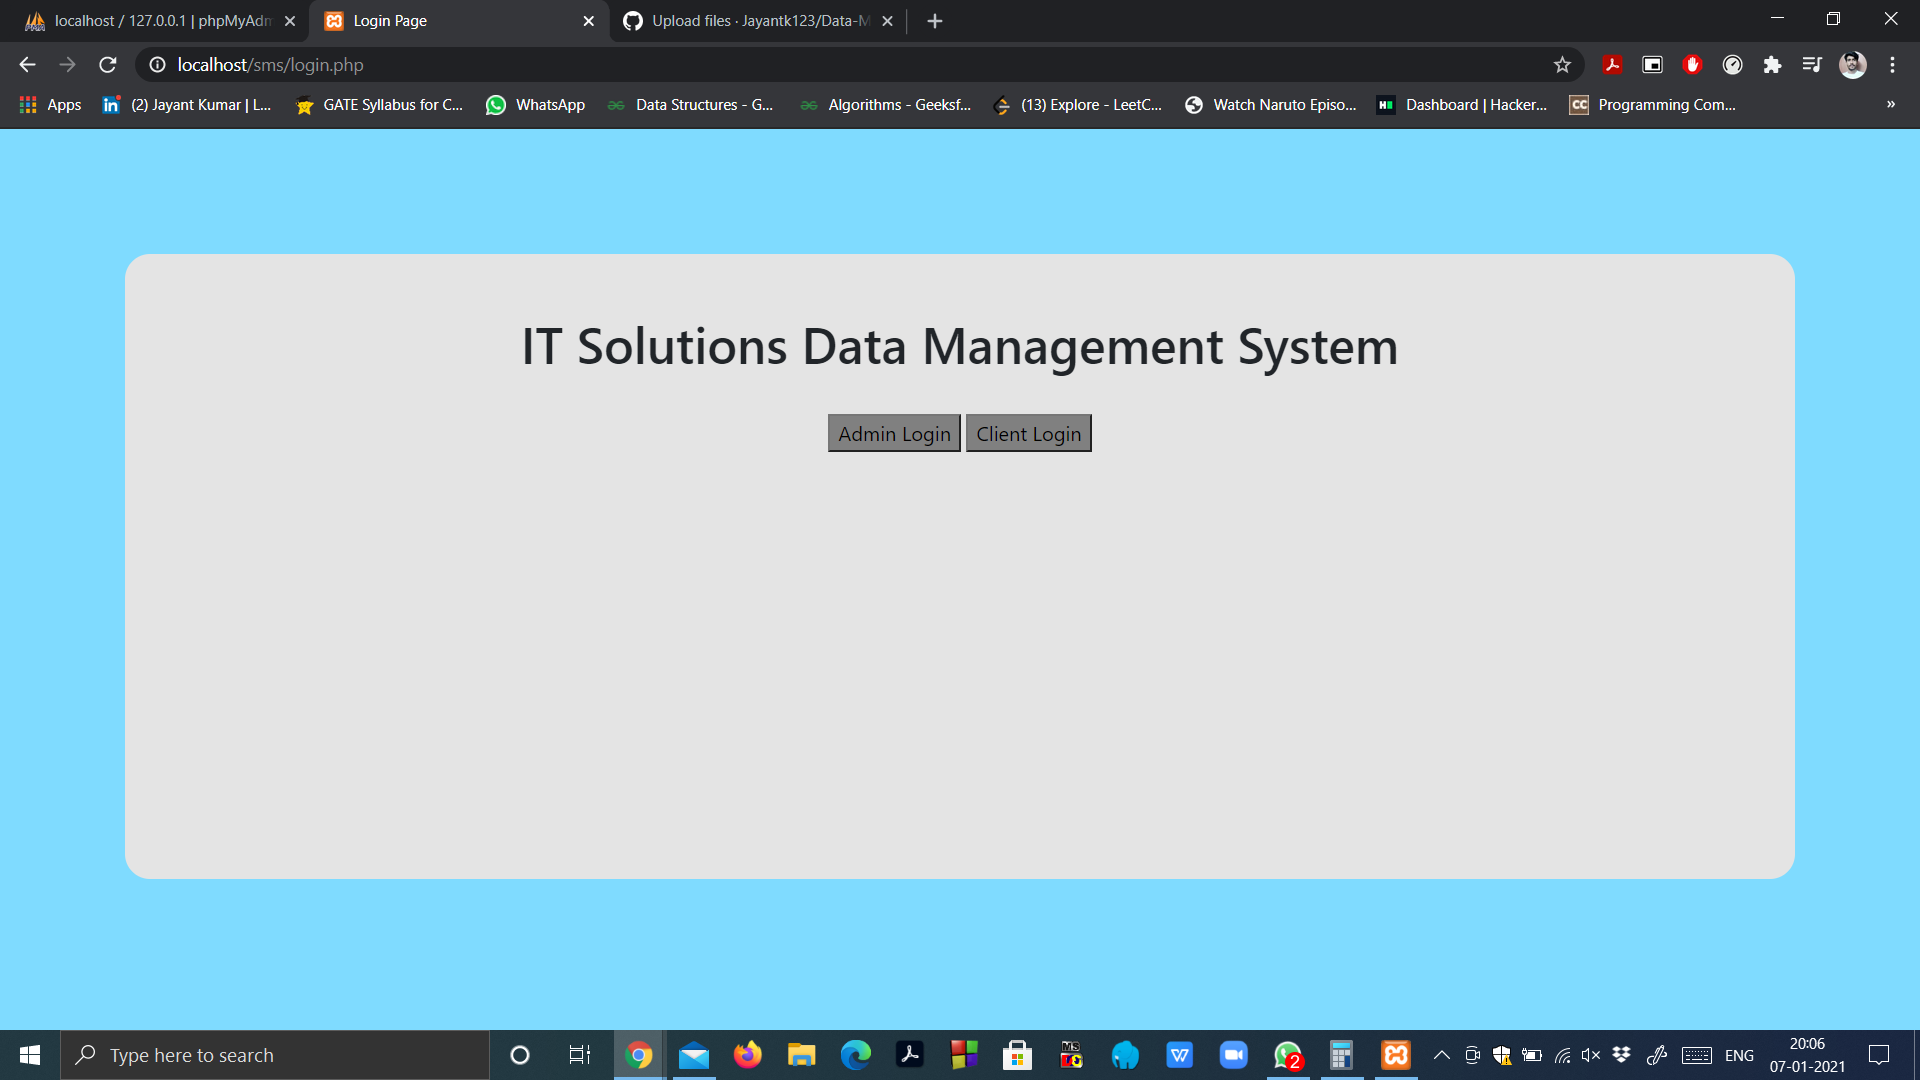 localhost / 127.0.0.1 | phpMyAdm
Login Page
Upload files · Jayantk123/Data-M
localhost/sms/login.php
Apps
(2) Jayant Kumar | L...
GATE Syllabus for C...
WhatsApp
Data Structures - G...
Algorithms - Geeksf...
(13) Explore - LeetC...
Watch Naruto Episo...
Dashboard | Hacker...
CC
Programming Com...
»
IT Solutions Data Management System
Admin Login
Client Login
Type here to search
2
ENG
20:06
07-01-2021